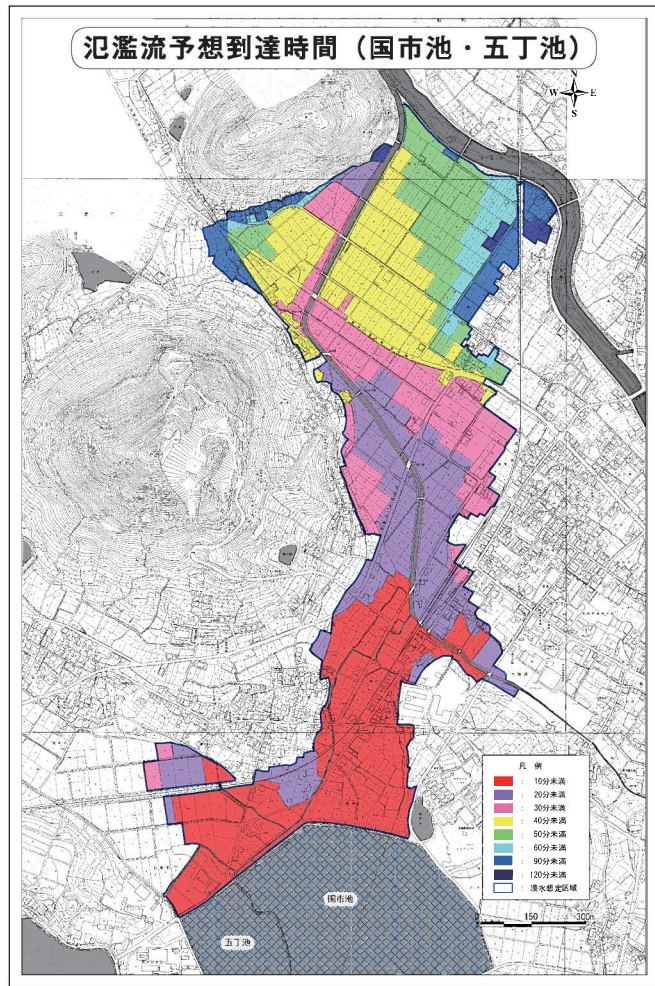 氾濫流予想到達時間（国市池・五丁池）
N
W E
S
凡 例
： 10分未満
： 20分未満
： 30分未満
： 40分未満
： 50分未満
： 60分未満
： 90分未満
： 120分未満
： 浸水想定区域
0 150 300m
国市池
五丁池